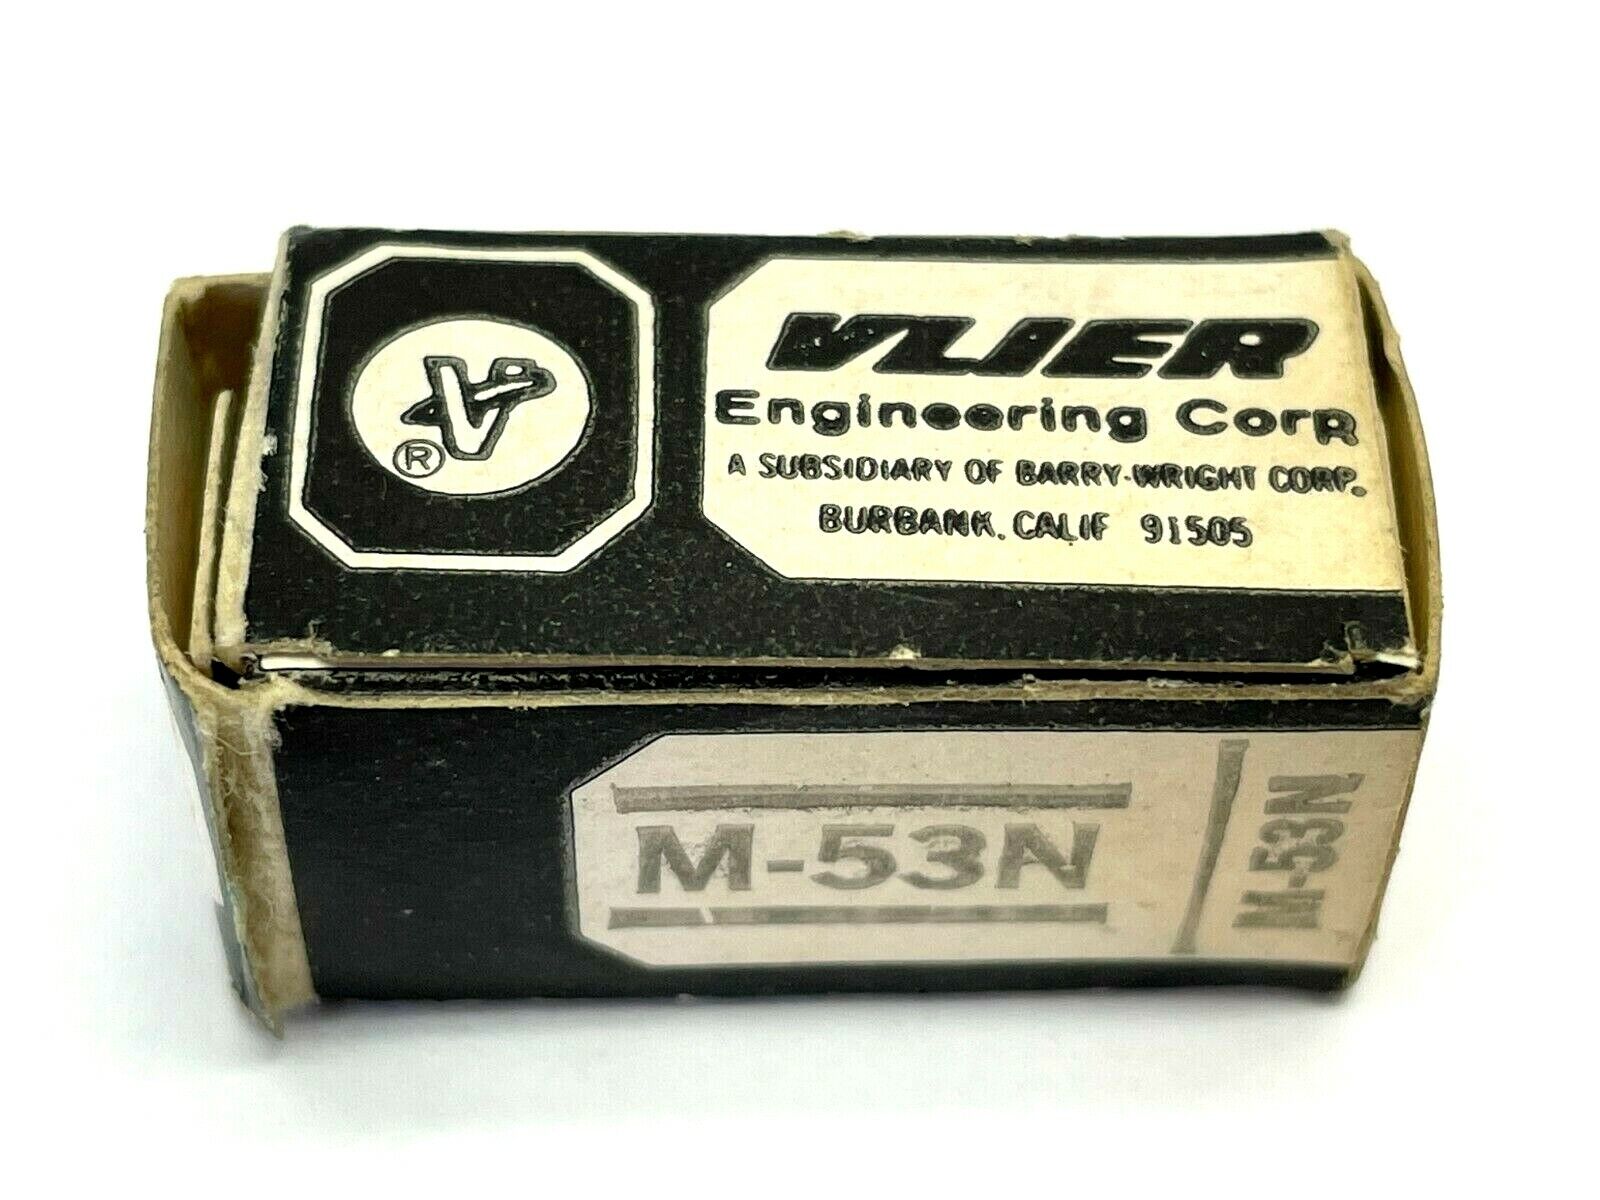 V
®
VLIER
Engineering CorP
A SUBSIDIARY OF BARRY-WRIGHT CORP.
BURBANK, CALIF 91505
M-53N
M-53N